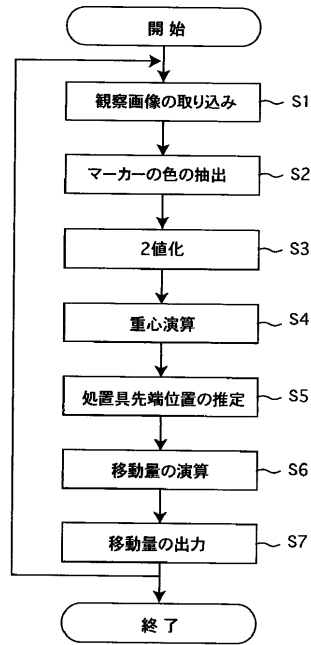 開 始
観察画像の取り込み S1
マーカーの色の抽出 S2
2値化 S3
重心演算 S4
処置具先端位置の推定 S5
移動量の演算 S6
移動量の出力 S7
終 了